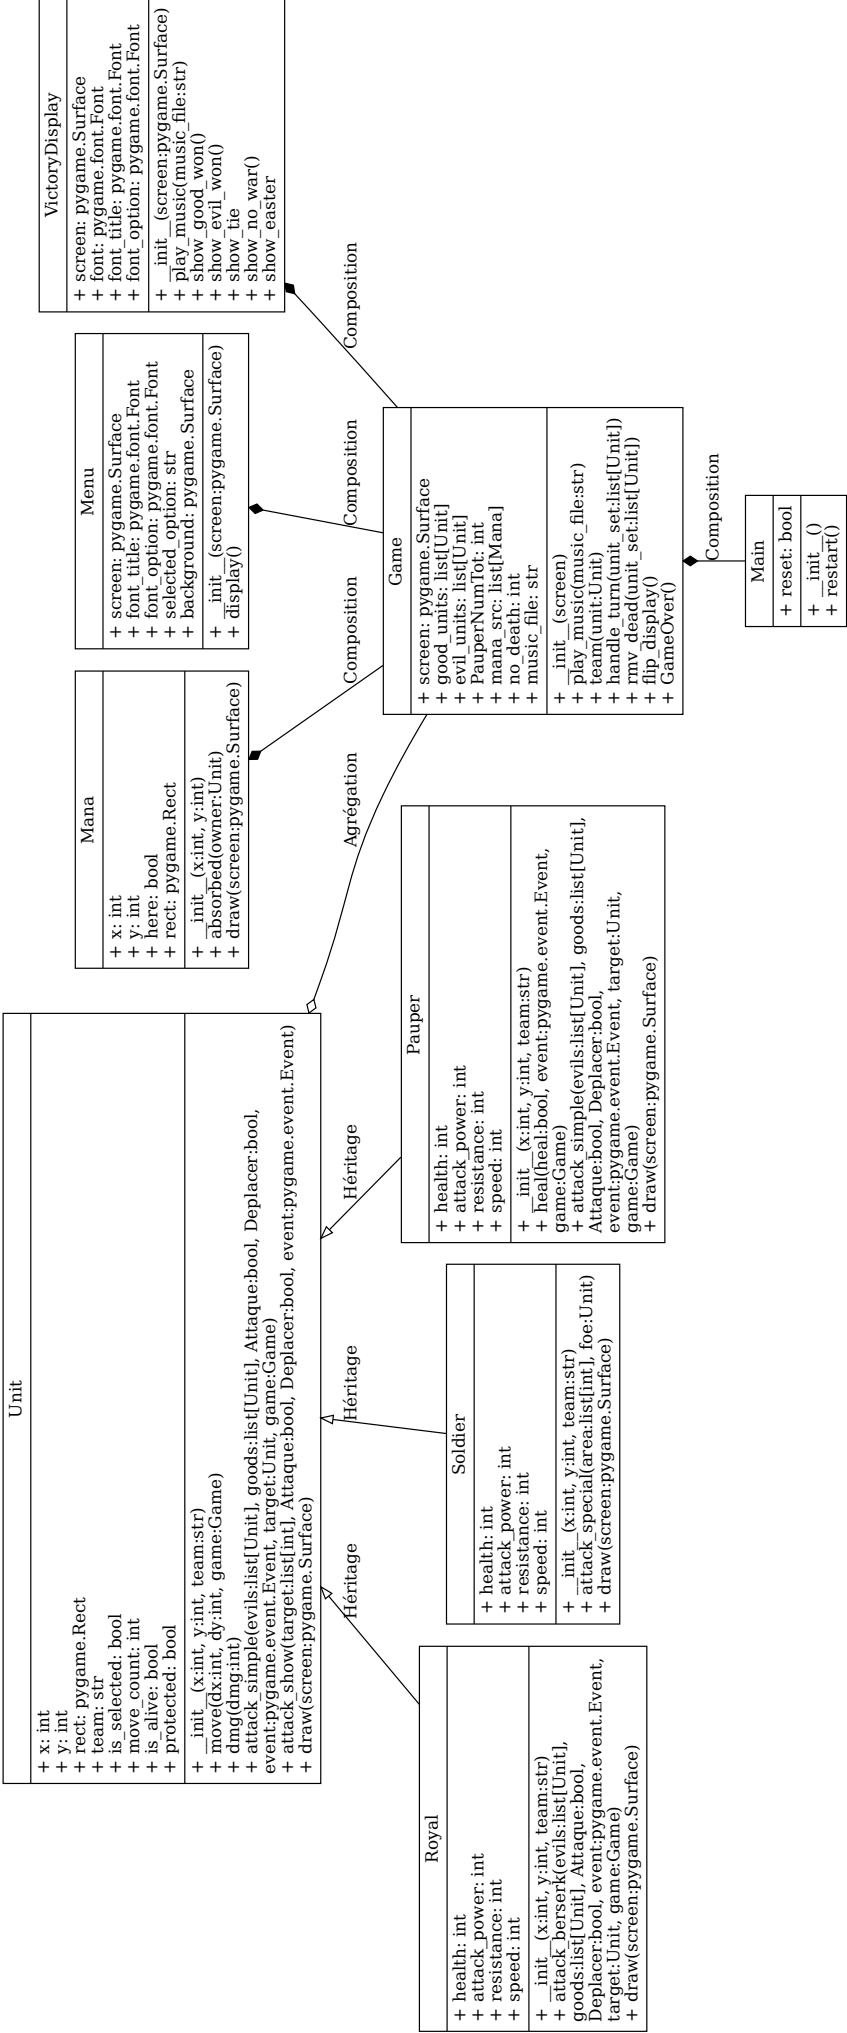 Unit
+ x: int
+ y: int
+ rect: pygame.Rect
+ team: str
+ is_selected: bool
+ move_count: int
+ is_alive: bool
+ protected: bool
+ __init__(x:int, y:int, team:str)
+ move(dx:int, dy:int, game:Game)
+ dmg(dmg:int)
+ attack_simple(evils:list[Unit], goods:list[Unit], Attaque:bool, Deplacer:bool,
event:pygame.event.Event, target:Unit, game:Game)
+ attack_show(target:list[int], Attaque:bool, Deplacer:bool, event:pygame.event.Event)
+ draw(screen:pygame.Surface)
Mana
+ x: int
+ y: int
+ here: bool
+ rect: pygame.Rect
+ __init__(x:int, y:int)
+ absorbed(owner:Unit)
+ draw(screen:pygame.Surface)
Menu
+ screen: pygame.Surface
+ font_title: pygame.font.Font
+ font_option: pygame.font.Font
+ selected_option: str
+ background: pygame.Surface
+ __init__(screen:pygame.Surface)
+ display()
VictoryDisplay
+ screen: pygame.Surface
+ font: pygame.font.Font
+ font_title: pygame.font.Font
+ font_option: pygame.font.Font
+ __init__(screen:pygame.Surface)
+ play_music(music_file:str)
+ show_good_won()
+ show_evil_won()
+ show_tie
+ show_no_war()
+ show_easter
Héritage
Héritage
Héritage
Agrégation
Composition
Composition
Composition
Royal
+ health: int
+ attack_power: int
+ resistance: int
+ speed: int
+ __init__(x:int, y:int, team:str)
+ attack_berserk(evils:list[Unit],
goods:list[Unit], Attaque:bool,
Deplacer:bool, event:pygame.event.Event,
target:Unit, game:Game)
+ draw(screen:pygame.Surface)
Soldier
+ health: int
+ attack_power: int
+ resistance: int
+ speed: int
+ __init__(x:int, y:int, team:str)
+ attack_special(area:list[int], foe:Unit)
+ draw(screen:pygame.Surface)
Pauper
+ health: int
+ attack_power: int
+ resistance: int
+ speed: int
+ __init__(x:int, y:int, team:str)
+ heal(heal:bool, event:pygame.event.Event,
game:Game)
+ attack_simple(evils:list[Unit], goods:list[Unit],
Attaque:bool, Deplacer:bool,
event:pygame.event.Event, target:Unit,
game:Game)
+ draw(screen:pygame.Surface)
Game
+ screen: pygame.Surface
+ good_units: list[Unit]
+ evil_units: list[Unit]
+ PauperNumTot: int
+ mana_src: list[Mana]
+ no_death: int
+ music_file: str
+ __init__(screen)
+ play_music(music_file:str)
+ team(unit:Unit)
+ handle_turn(unit_set:list[Unit])
+ rmv_dead(unit_set:list[Unit])
+ flip_display()
+ GameOver()
Composition
Main
+ reset: bool
+ __init__()
+ restart()